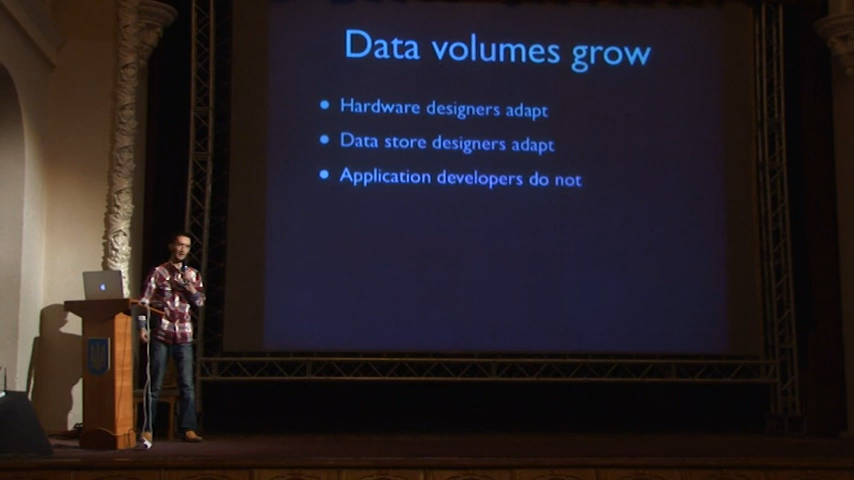 Data volumes grow
Hardware designers adapt
Data store designers adapt
Application developers do not